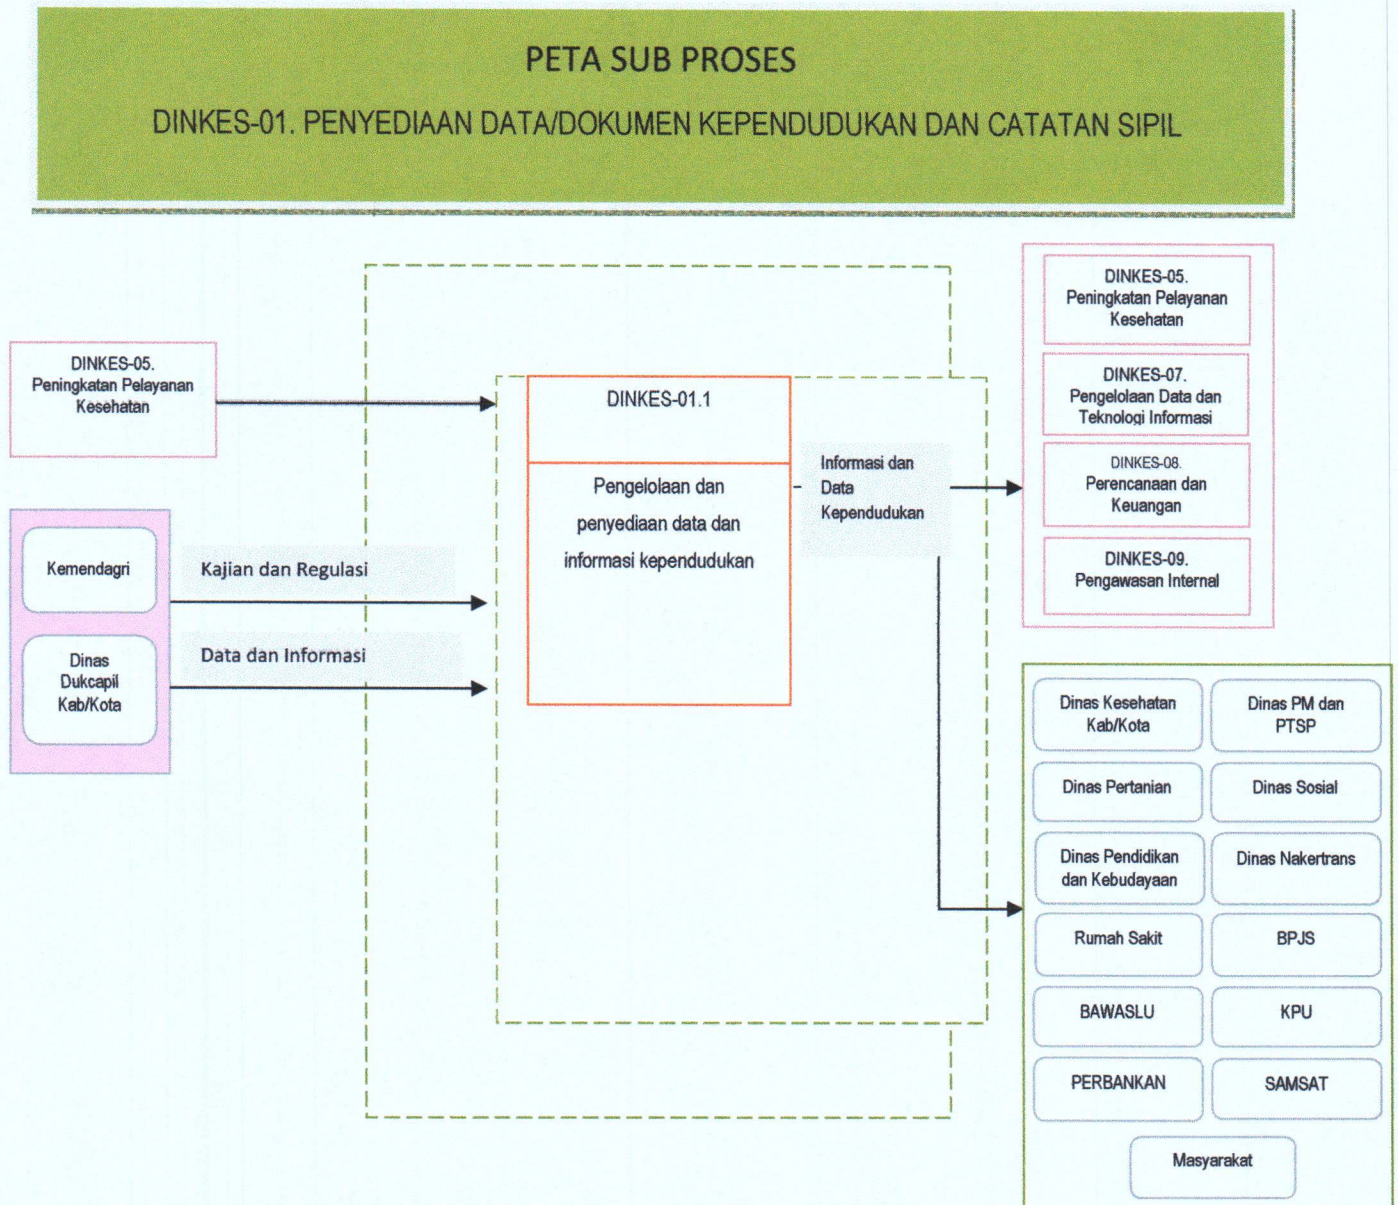 PETA SUB PROSES
DINKES-01. PENYEDIAAN DATA/DOKUMEN KEPENDUDUKAN DAN CATATAN SIPIL
DINKES-05.
Peningkatan Pelayanan
Kesehatan
Kemendagri
Dinas
Dukcapil
Kab/Kota
Kajian dan Regulasi
Data dan Informasi
DINKES-01.1
Pengelolaan dan
penyediaan data dan
informasi kependudukan
Informasi dan
Data
Kependudukan
DINKES-05.
Peningkatan Pelayanan
Kesehatan
DINKES-07.
Pengelolaan Data dan
Teknologi Informasi
DINKES-08.
Perencanaan dan
Keuangan
DINKES-09.
Pengawasan Internal
Dinas Kesehatan
Kab/Kota
Dinas PM dan
PTSP
Dinas Pertanian
Dinas Sosial
Dinas Pendidikan
dan Kebudayaan
Dinas Nakertrans
Rumah Sakit
BPJS
BAWASLU
KPU
PERBANKAN
SAMSAT
Masyarakat